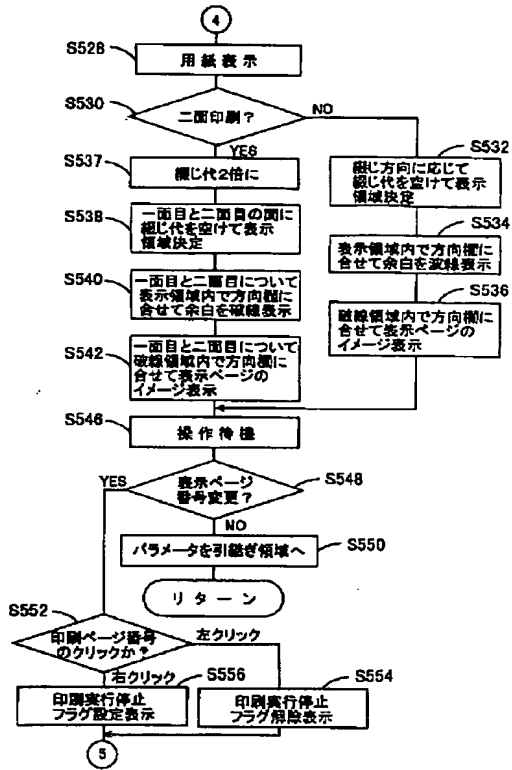 4
S528
用紙表示
S530
二面印刷?
NO
YES
S537
綴じ代2倍に
S532
綴じ方向に応じて
綴じ代を空けて表示
領域決定
S538
一面目と二面目の面に
綴じ代を空けて表示
領域決定
S534
表示領域内で方向欄に
合せて余白を波線表示
S540
一面目と二面目について
表示領域内で方向欄に
合せて余白を破線表示
S536
破線領域内で方向欄に
合せて表示ページの
イメージ表示
S542
一面目と二面目について
破線領域内で方向欄に
合せて表示ページの
イメージ表示
S546
操作待機
S548
表示ページ
番号変更?
YES
NO
S550
パラメータを引継ぎ領域へ
リターン
S552
印刷ページ番号
のクリックか?
左クリック
右クリック
S556
印刷実行停止
フラグ設定表示
S554
印刷実行停止
フラグ解除表示
5